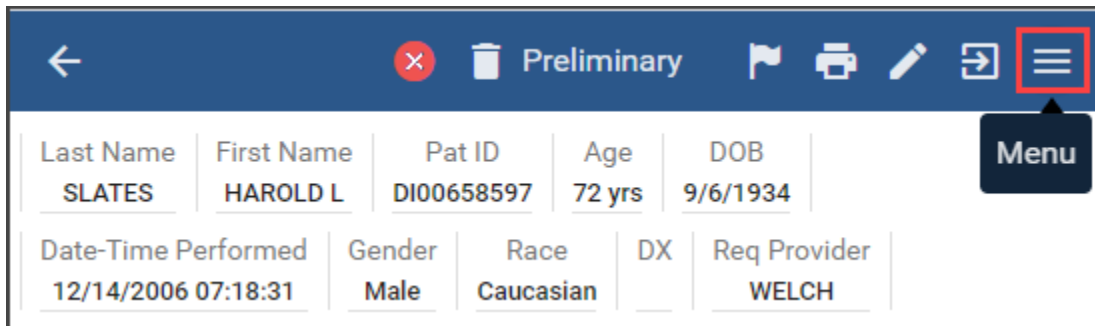 Preliminary
Menu
Last Name First Name Pat ID Age DOB
SLATES HAROLD L DI00658597 72 yrs 9/6/1934
Date-Time Performed Gender Race DX Req Provider
12/14/2006 07:18:31 Male Caucasian WELCH